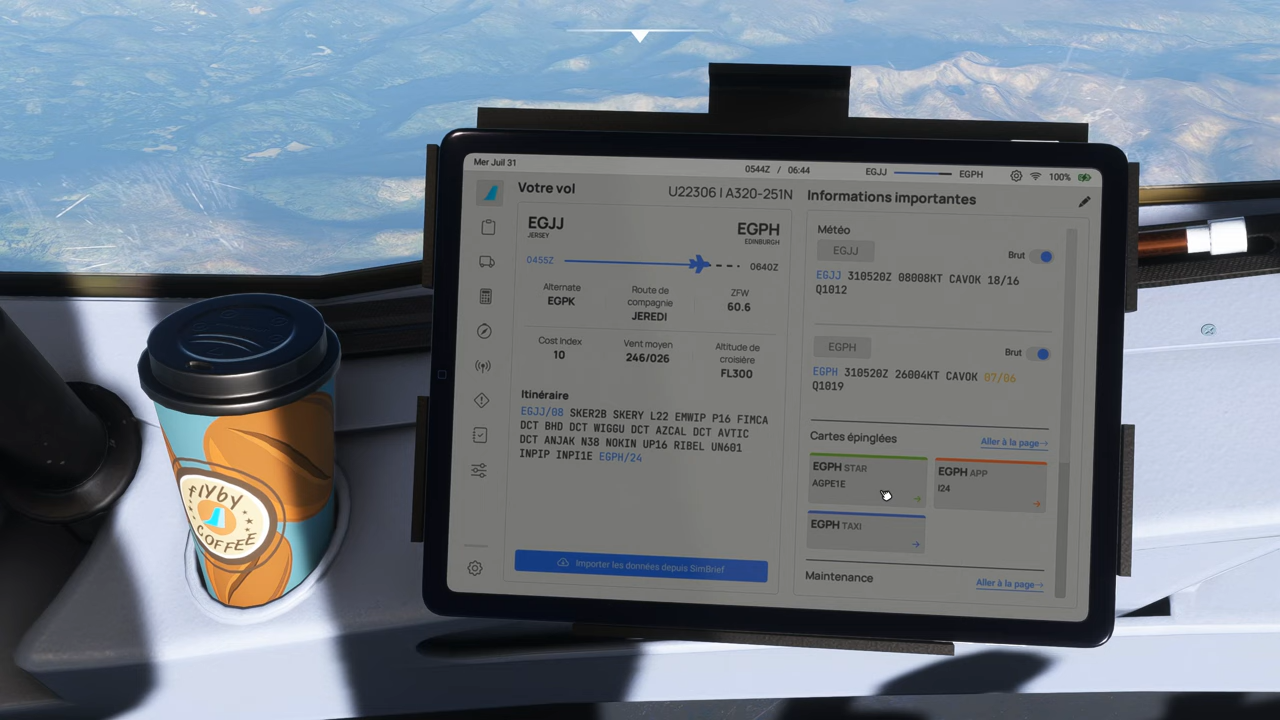 Mer Juil 31
0544Z / 06:44
EGJJ EGPH
100%
Votre vol
U22306 | A320-251N
EGJJ
JERSEY
EGPH
EDINBURGH
0455Z
0640Z
Alternate
EGPK
Route de
compagnie
JEREDI
ZFW
60.6
Cost Index
10
Vent moyen
246/026
Altitude de
croisière
FL300
Itinéraire
EGJJ/08 SKER2B SKERY L22 EMWIP P16 FIMCA
DCT BHD DCT WIGGU DCT AZCAL DCT AVTIC
DCT ANJAK N38 NOKIN UP16 RIBEL UN601
INPIP INPI1E EGPH/24
Importer les données depuis SimBrief
Informations importantes
Météo
EGJJ
Brut
EGJJ 310520Z 08008KT CAVOK 18/16
Q1012
EGPH
Brut
EGPH 310520Z 26004KT CAVOK 07/06
Q1019
Cartes épinglées
Aller à la page
EGPH STAR
AGPE1E
EGPH APP
I24
EGPH TAXI
Maintenance
Aller à la page
flyby
COFFEE